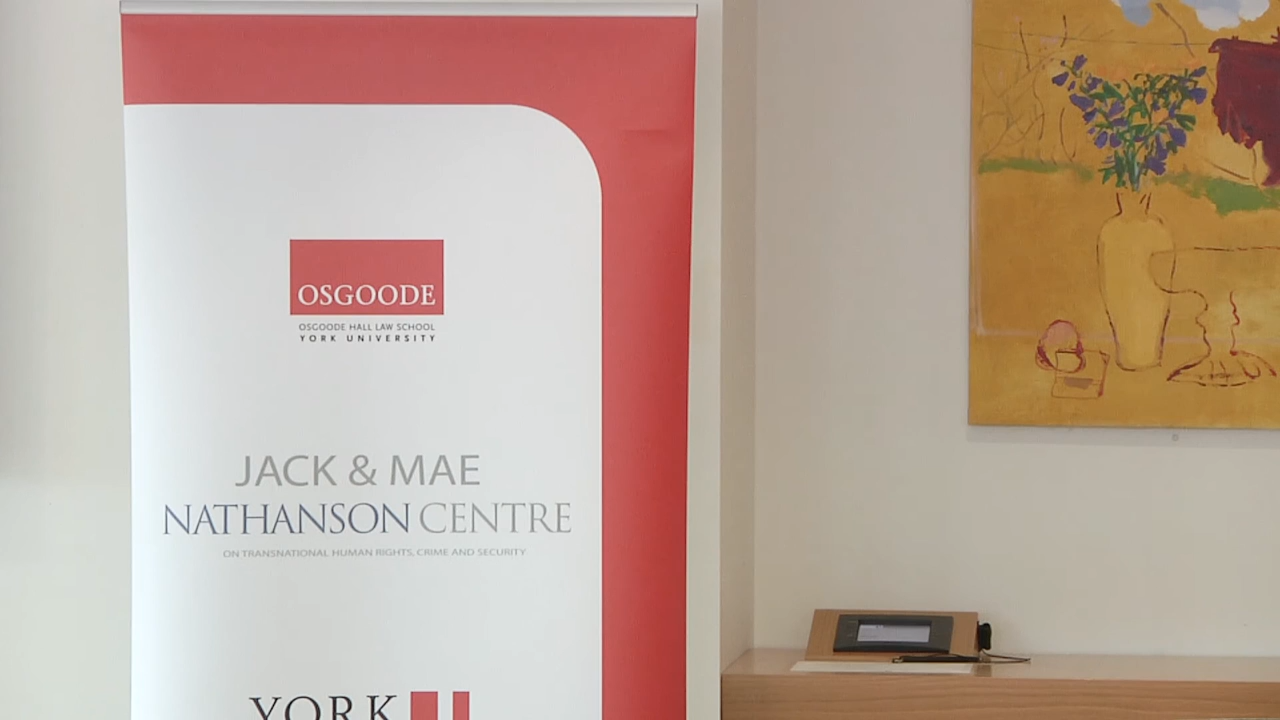 OSGOODE
OSGOODE HALL LAW SCHOOL
YORK UNIVERSITY
JACK & MAE
NATHANSON CENTRE
ON TRANSNATIONAL HUMAN RIGHTS, CRIME AND SECURITY
YORK U